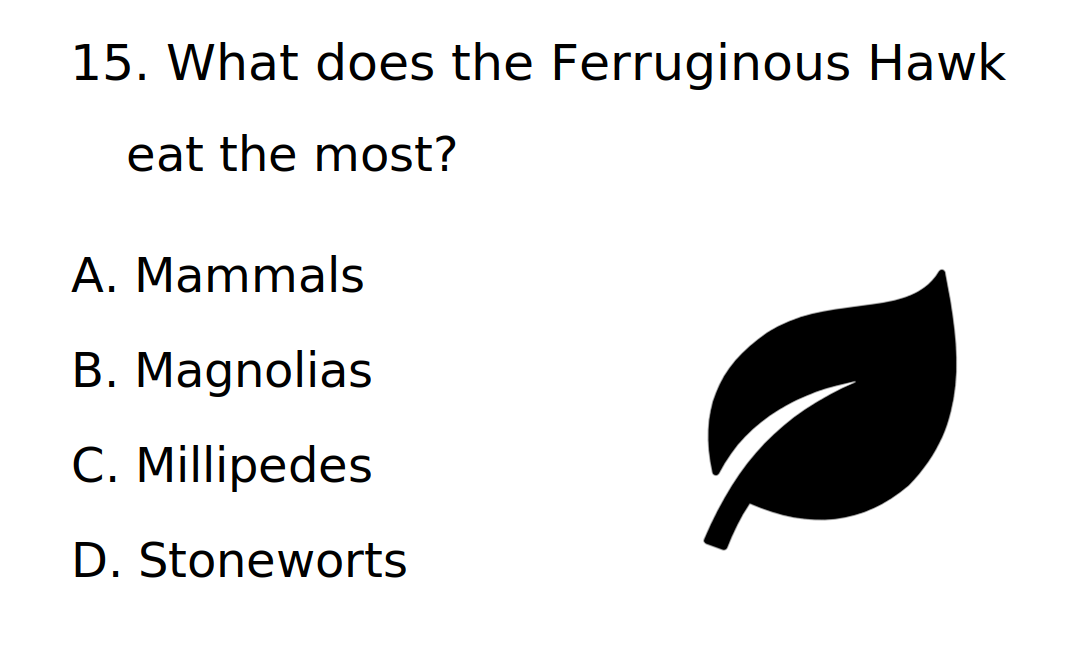 15. What does the Ferruginous Hawk
eat the most?
A. Mammals
B. Magnolias
C. Millipedes
D. Stoneworts